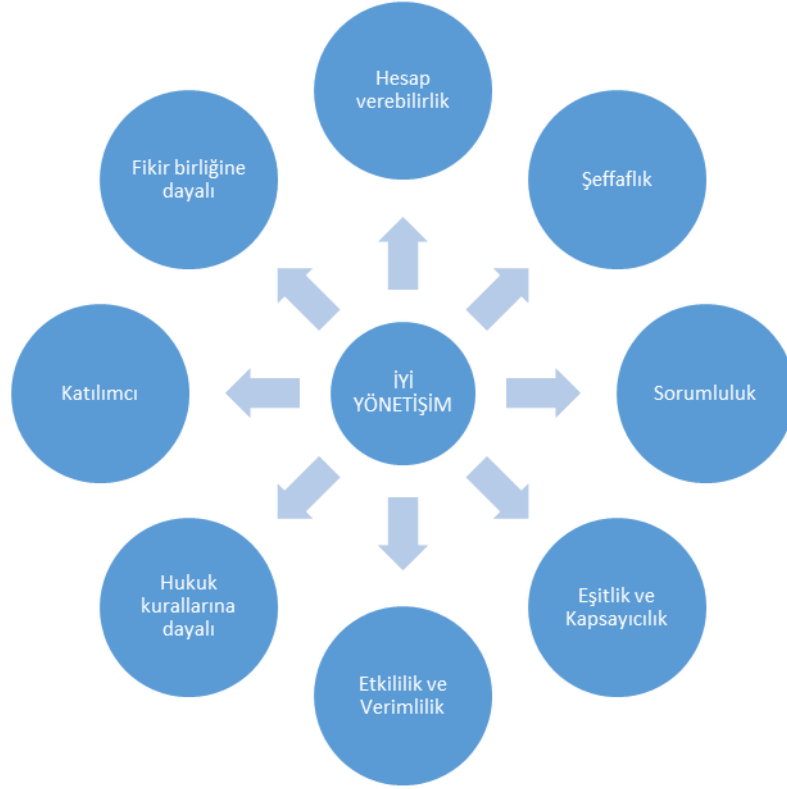 Hesap
verebilirlik
Şeffaflık
Sorumluluk
Eşitlik ve
Kapsayıcılık
Etkililik ve
Verimlilik
Hukuk
kurallarına
dayalı
Katılımcı
Fikir birliğine
dayalı
İYİ
YÖNETİŞİM